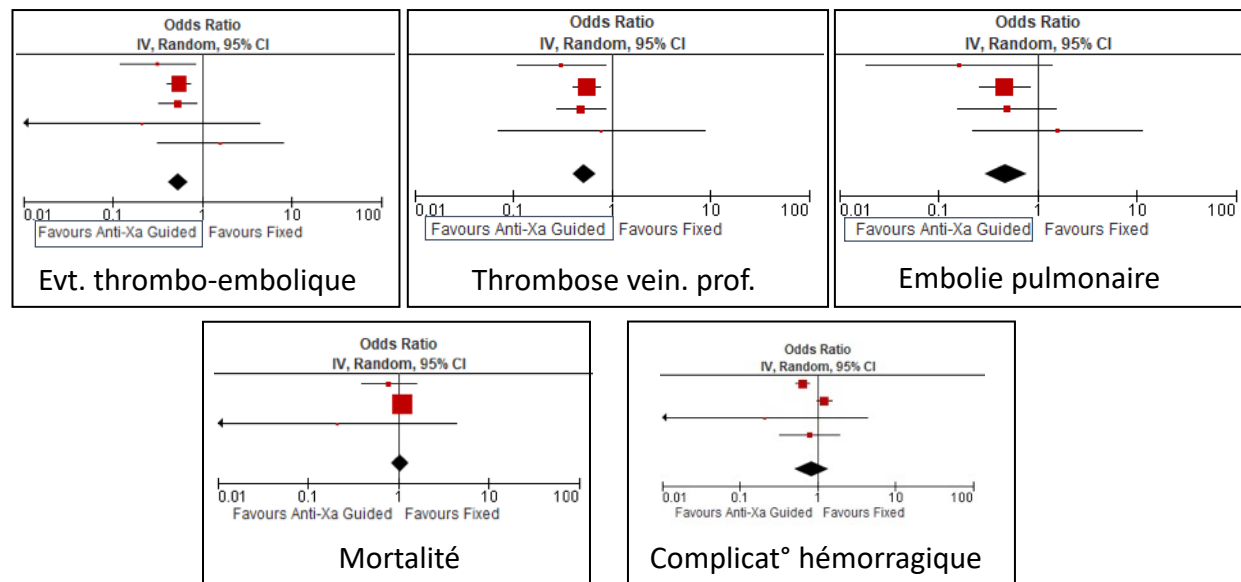 Odds Ratio
IV, Random, 95% CI
0.01 0.1 1 10 100
Favours Anti-Xa Guided Favours Fixed
Evt. thrombo-embolique
Odds Ratio
IV, Random, 95% CI
0.01 0.1 1 10 100
Favours Anti-Xa Guided Favours Fixed
Thrombose vein. prof.
Odds Ratio
IV, Random, 95% CI
0.01 0.1 1 10 100
Favours Anti-Xa Guided Favours Fixed
Embolie pulmonaire
Odds Ratio
IV, Random, 95% CI
0.01 0.1 1 10 100
Favours Anti-Xa Guided Favours Fixed
Mortalité
Odds Ratio
IV, Random, 95% CI
0.01 0.1 1 10 100
Favours Anti-Xa Guided Favours Fixed
Complicat° hémorragique